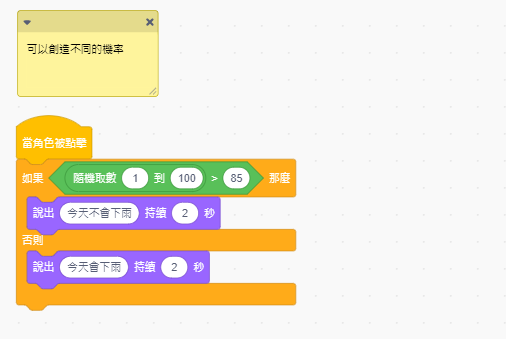 可以創造不同的機率
當角色被點擊
如果 隨機取數 1 到 100 > 85 那麼
說出 今天不會下雨 持續 2 秒
否則
說出 今天會下雨 持續 2 秒